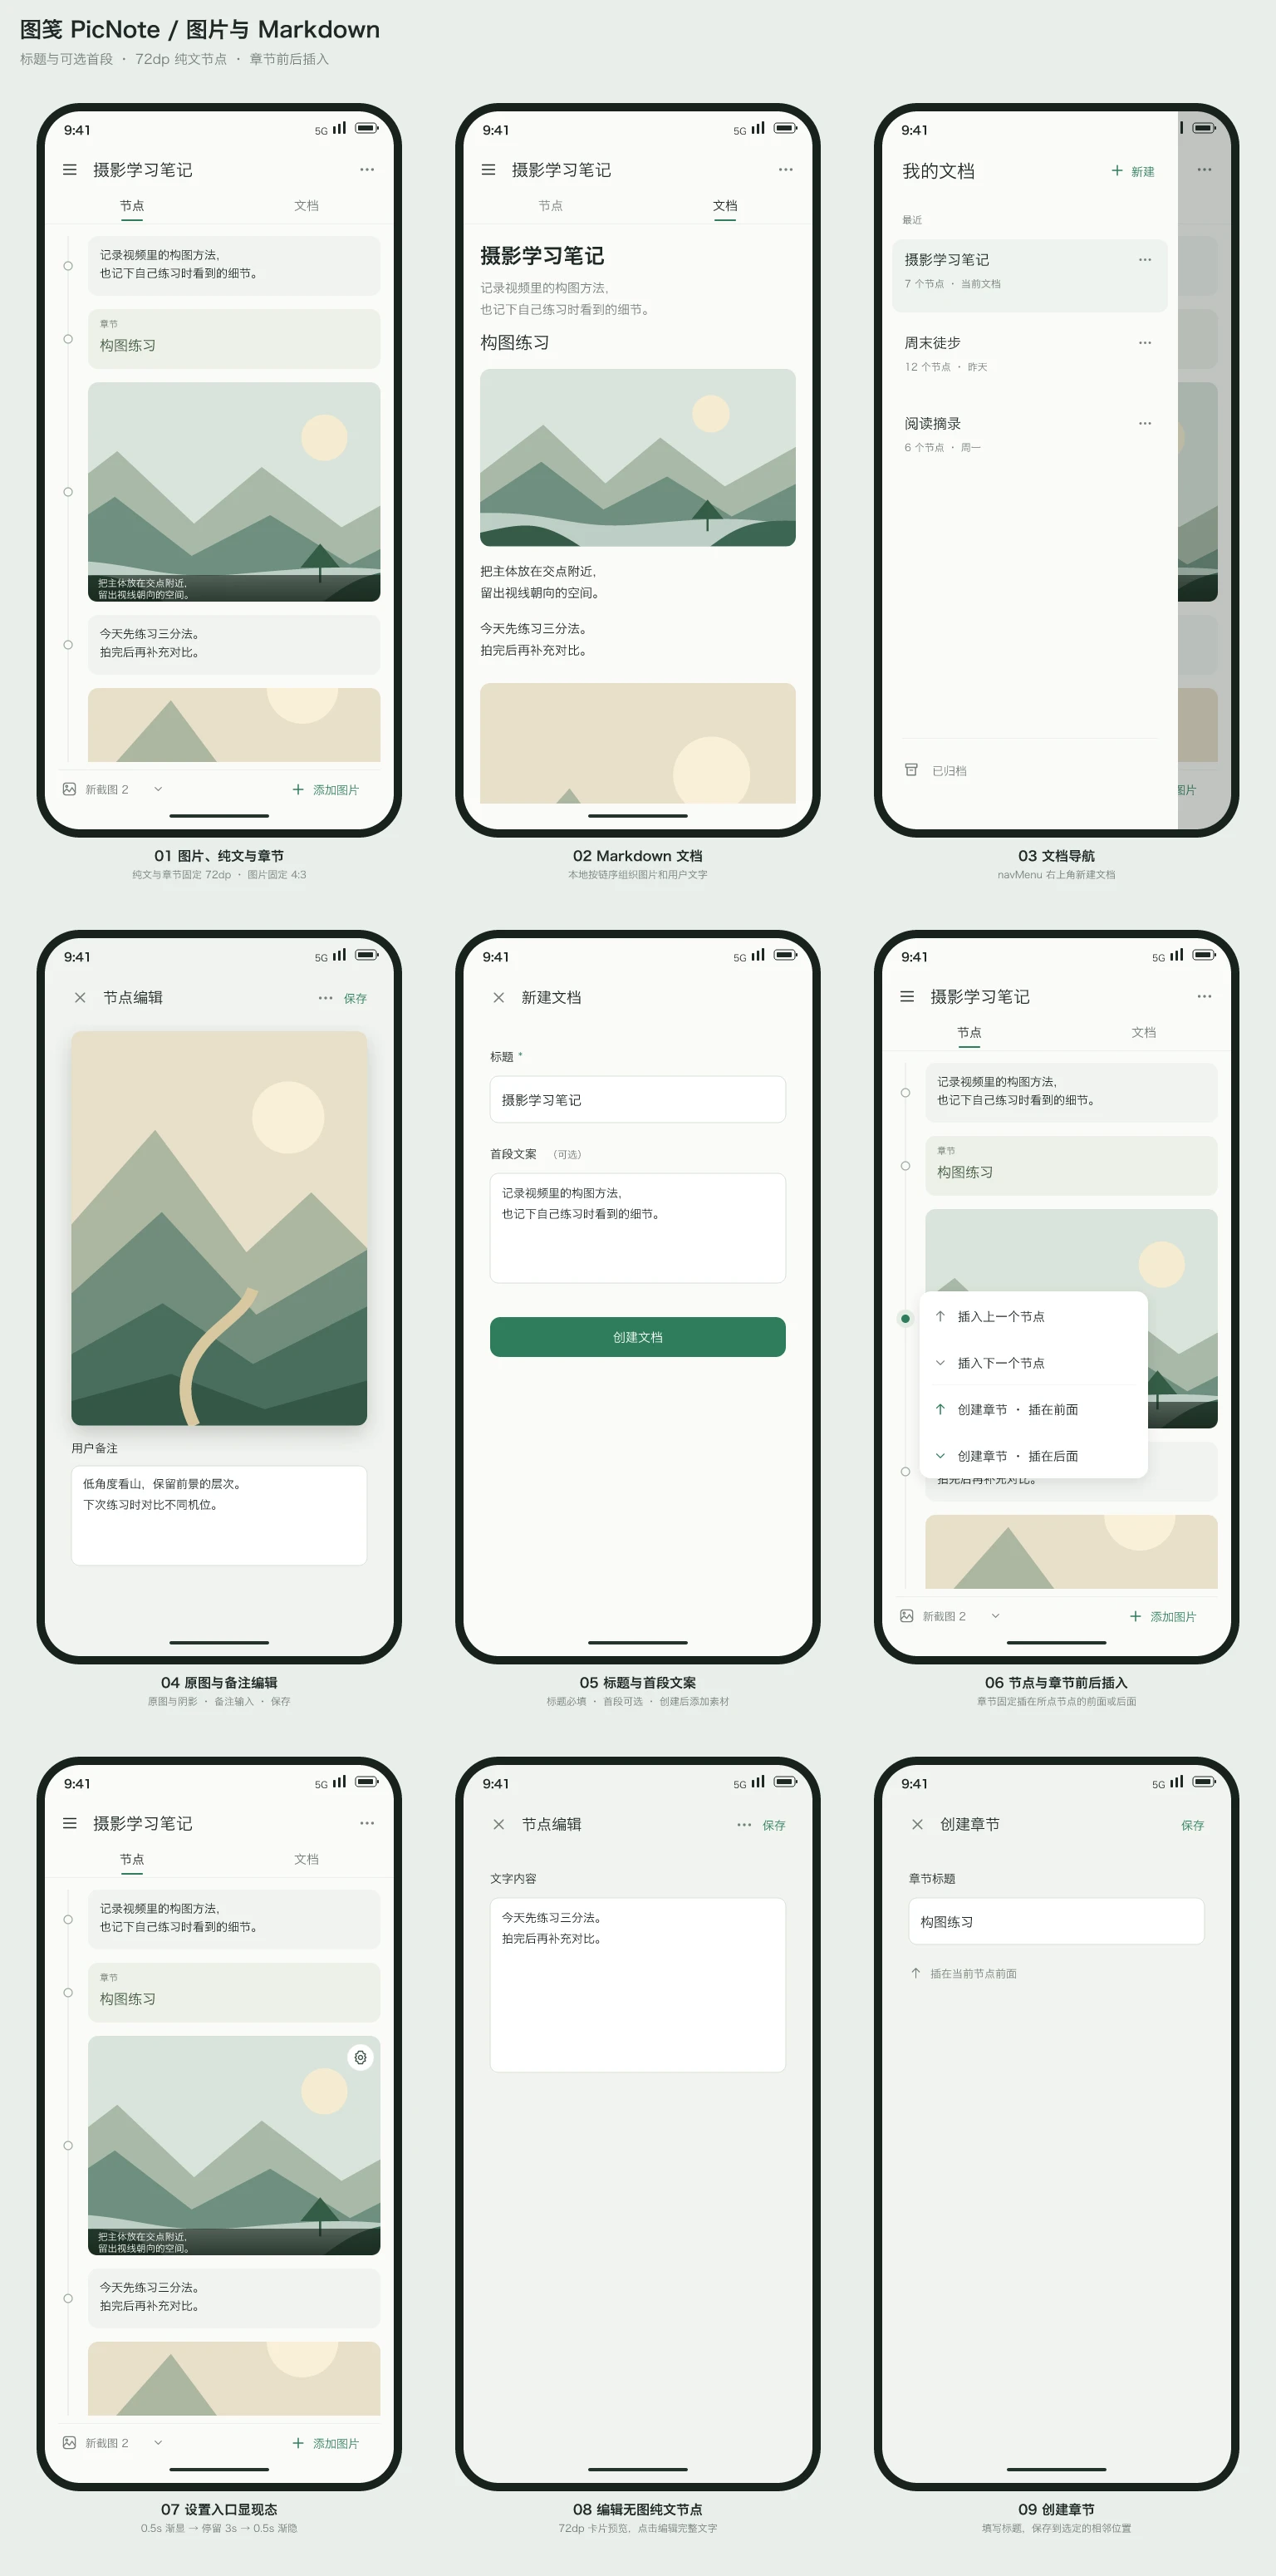 图笺 PicNote / 图片与 Markdown
标题与可选首段 · 72dp 纯文节点 · 章节前后插入
9:41
5G
摄影学习笔记
节点
文档
记录视频里的构图方法，
也记下自己练习时看到的细节。
章节
构图练习
把主体放在交点附近，
留出视线朝向的空间。
今天先练习三分法。
拍完后再补充对比。
新截图 2
添加图片
01 图片、纯文与章节
纯文与章节固定 72dp · 图片固定 4:3
9:41
5G
摄影学习笔记
节点
文档
摄影学习笔记
记录视频里的构图方法，
也记下自己练习时看到的细节。
构图练习
把主体放在交点附近，
留出视线朝向的空间。
今天先练习三分法。
拍完后再补充对比。
02 Markdown 文档
本地按链序组织图片和用户文字
9:41
我的文档
新建
最近
摄影学习笔记
7 个节点 · 当前文档
周末徒步
12 个节点 · 昨天
阅读摘录
6 个节点 · 周一
已归档
图片
03 文档导航
navMenu 右上角新建文档
9:41
5G
节点编辑
保存
用户备注
低角度看山，保留前景的层次。
下次练习时对比不同机位。
04 原图与备注编辑
原图与阴影 · 备注输入 · 保存
9:41
5G
新建文档
标题 *
摄影学习笔记
首段文案 （可选）
记录视频里的构图方法，
也记下自己练习时看到的细节。
创建文档
05 标题与首段文案
标题必填 · 首段可选 · 创建后添加素材
9:41
5G
摄影学习笔记
节点
文档
记录视频里的构图方法，
也记下自己练习时看到的细节。
章节
构图练习
插入上一个节点
插入下一个节点
创建章节 · 插在前面
创建章节 · 插在后面
拍完后再补充对比。
新截图 2
添加图片
06 节点与章节前后插入
章节固定插在所点节点的前面或后面
9:41
5G
摄影学习笔记
节点
文档
记录视频里的构图方法，
也记下自己练习时看到的细节。
章节
构图练习
把主体放在交点附近，
留出视线朝向的空间。
今天先练习三分法。
拍完后再补充对比。
新截图 2
添加图片
07 设置入口显现态
0.5s 渐显 → 停留 3s → 0.5s 渐隐
9:41
5G
节点编辑
保存
文字内容
今天先练习三分法。
拍完后再补充对比。
08 编辑无图纯文节点
72dp 卡片预览，点击编辑完整文字
9:41
5G
创建章节
保存
章节标题
构图练习
插在当前节点前面
09 创建章节
填写标题，保存到选定的相邻位置